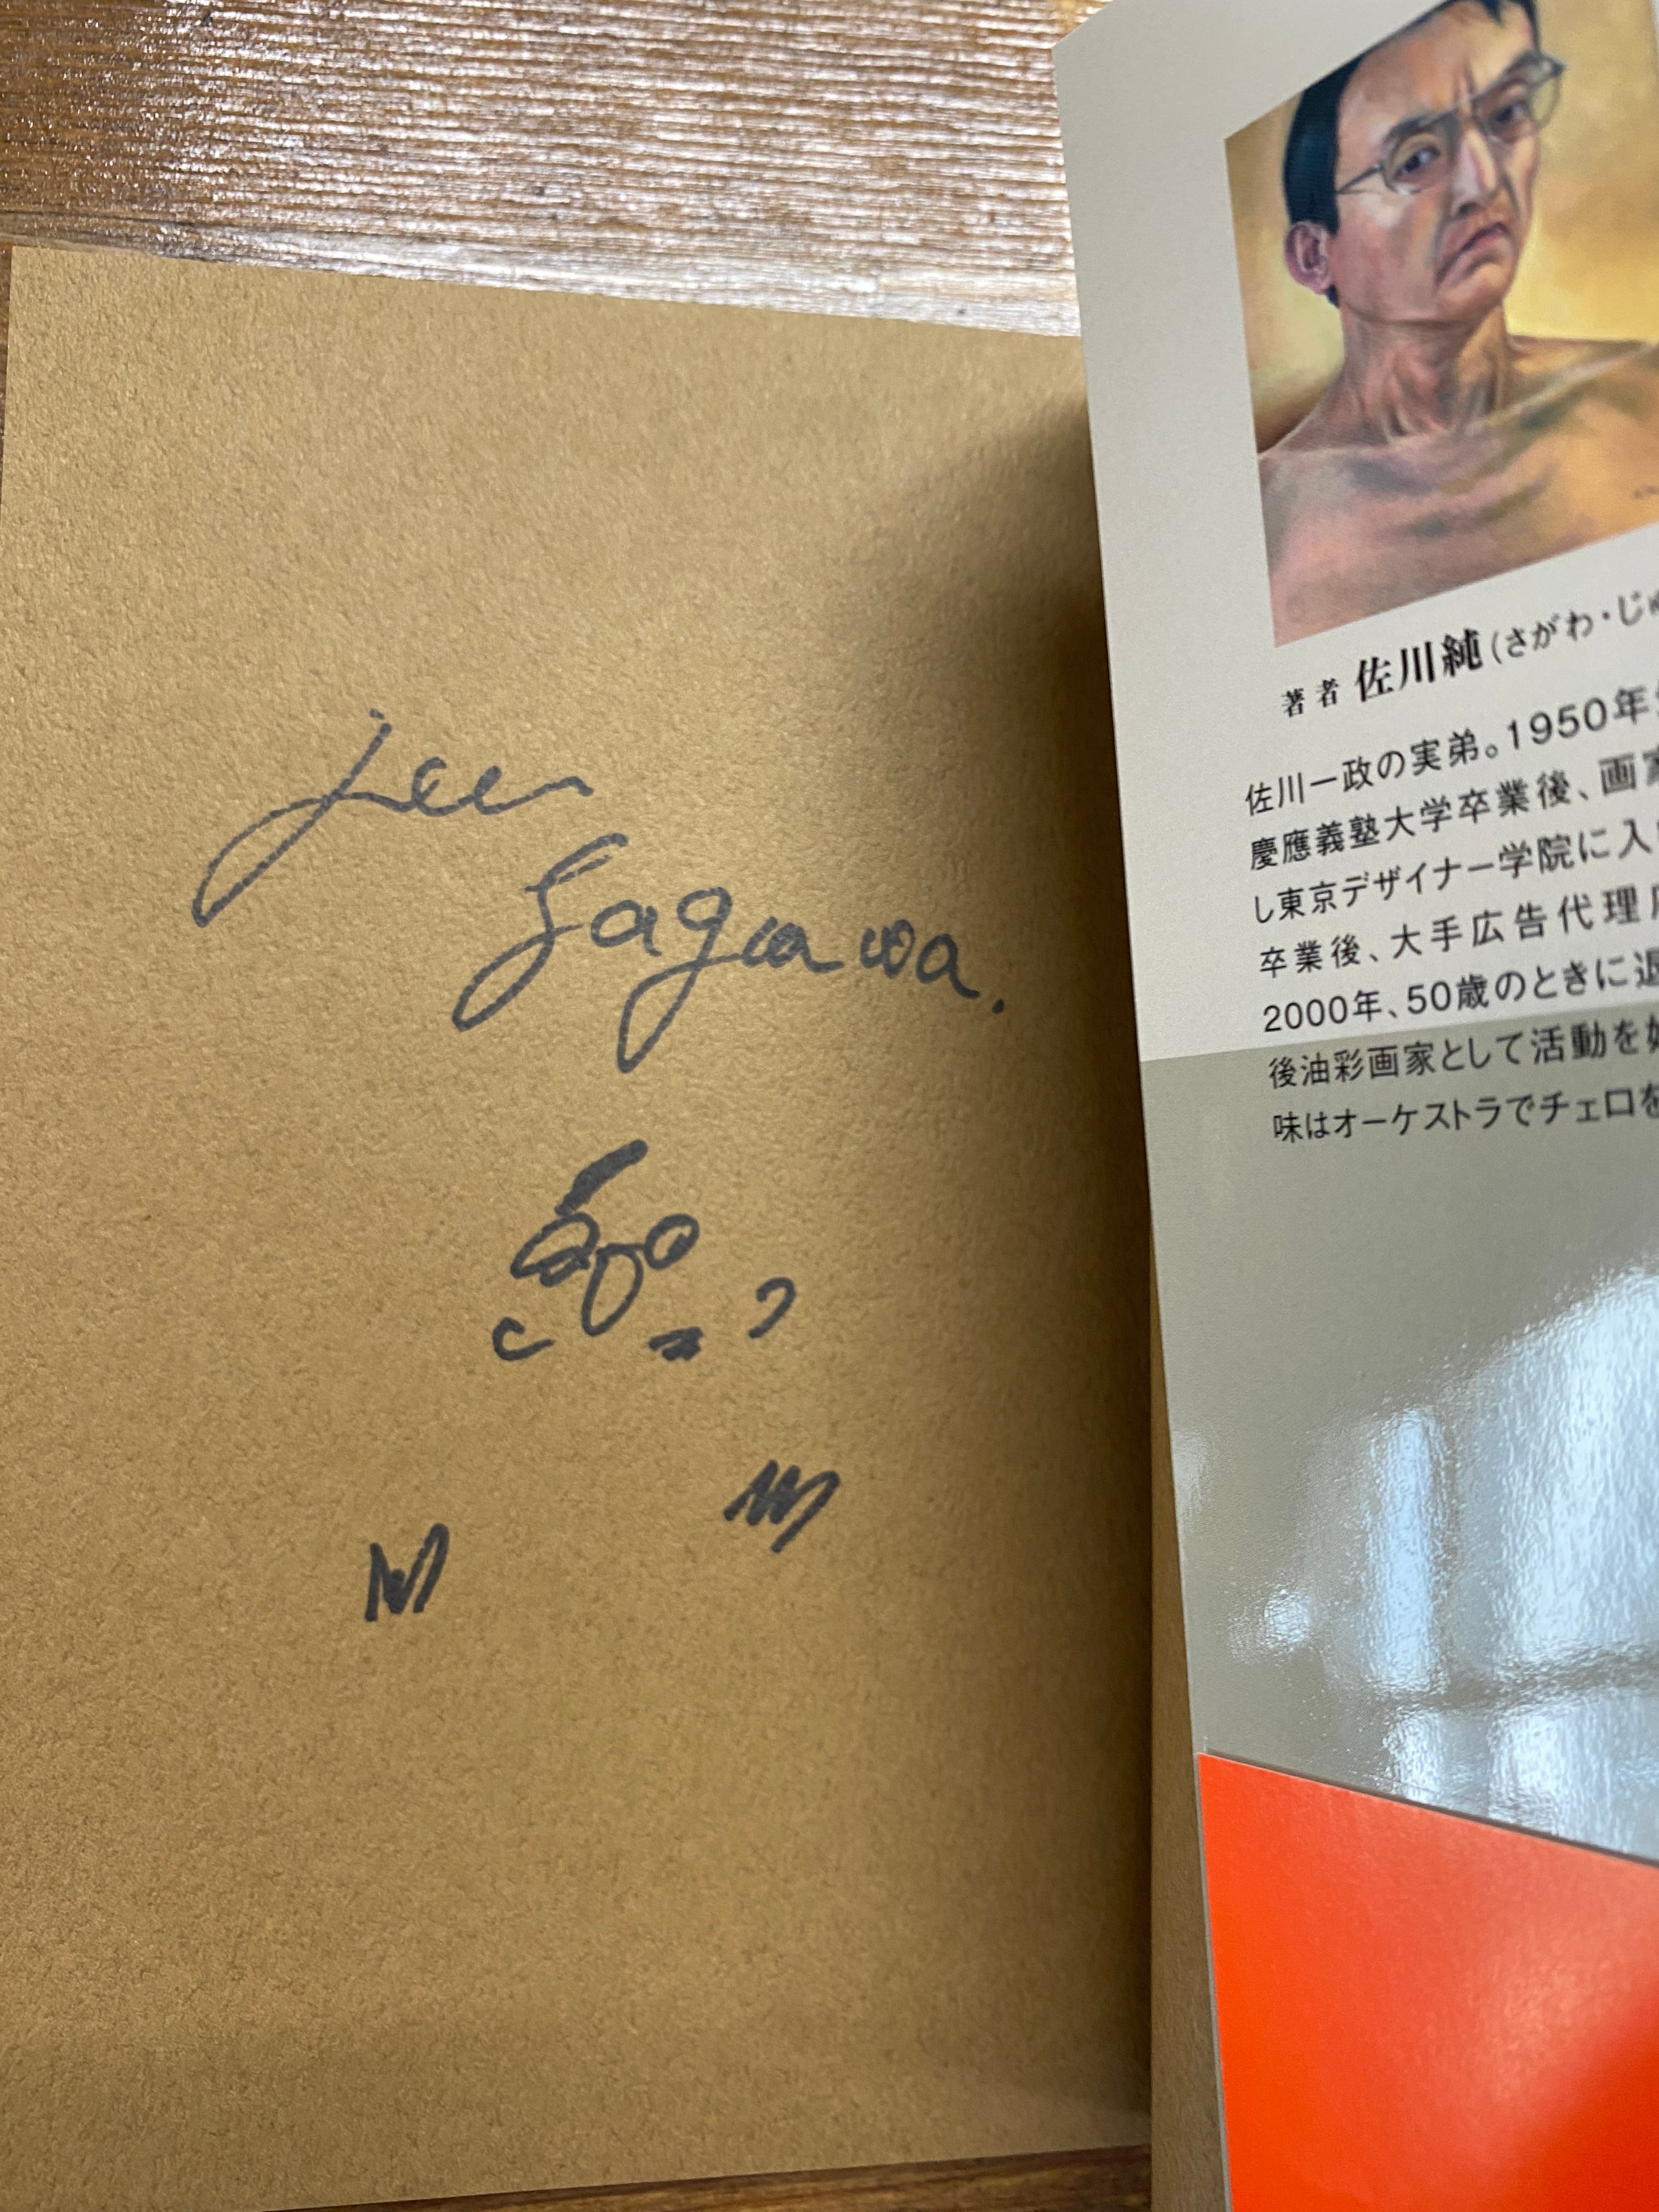 jun
Sagawa.
著者 佐川純(さがわ・じゅ
佐川一政の実弟。1950年
慶應義塾大学卒業後、画家
し東京デザイナー学院に入
卒業後、大手広告代理
2000年、50歳のときに退
後油彩画家として活動を始
味はオーケストラでチェロを